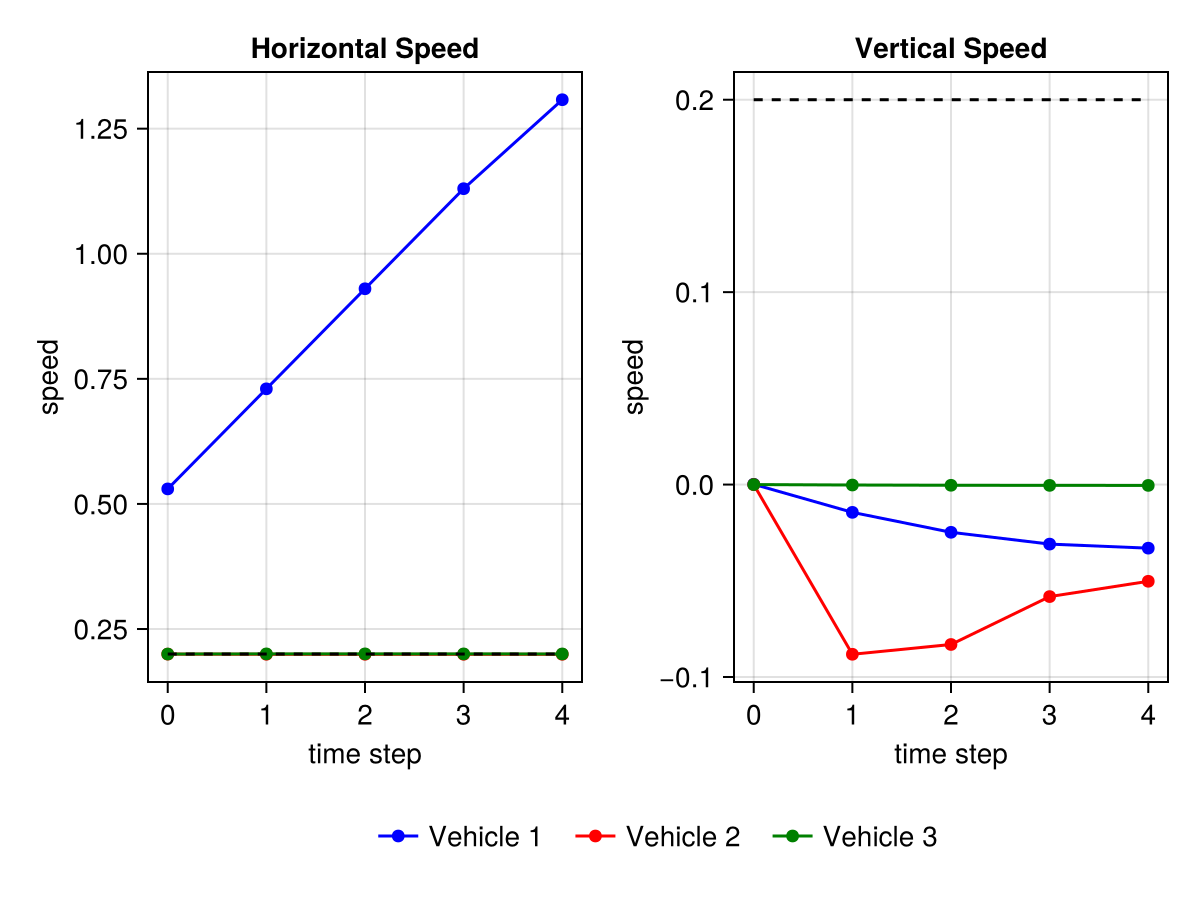 Horizontal Speed
speed
1.25
1.00
0.75
0.50
0.25
0 1 2 3 4
time step
Vertical Speed
speed
0.2
0.1
0.0
−0.1
0 1 2 3 4
time step
Vehicle 1 Vehicle 2 Vehicle 3